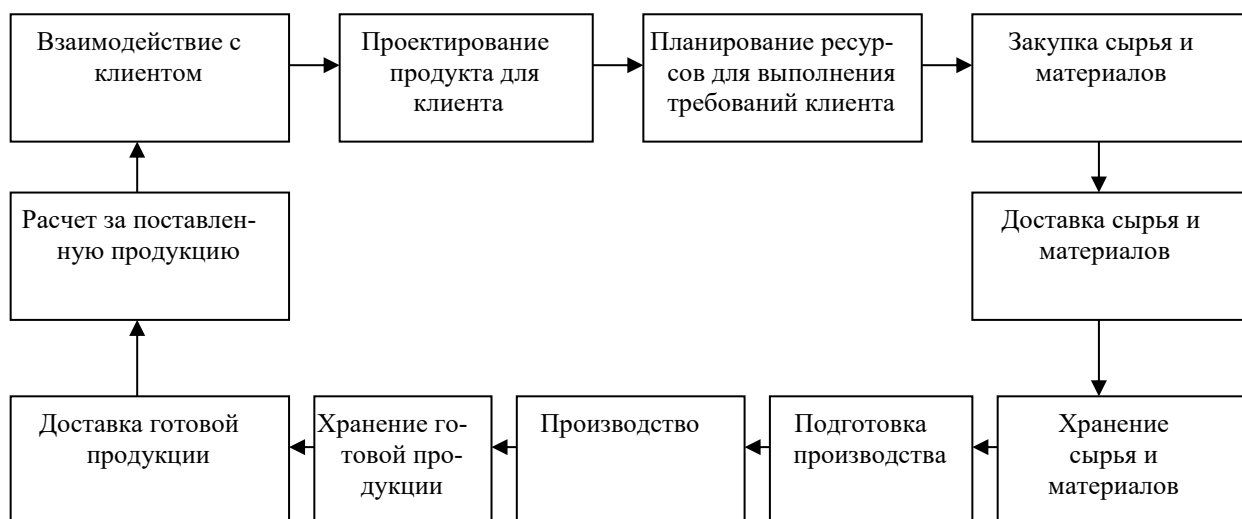 Взаимодействие с
клиентом
Проектирование
продукта для
клиента
Планирование ресур-
сов для выполнения
требований клиента
Закупка сырья и
материалов
Расчет за поставлен-
ную продукцию
Доставка сырья и
материалов
Доставка готовой
продукции
Хранение го-
товой про-
дукции
Производство
Подготовка
производства
Хранение
сырья и
материалов